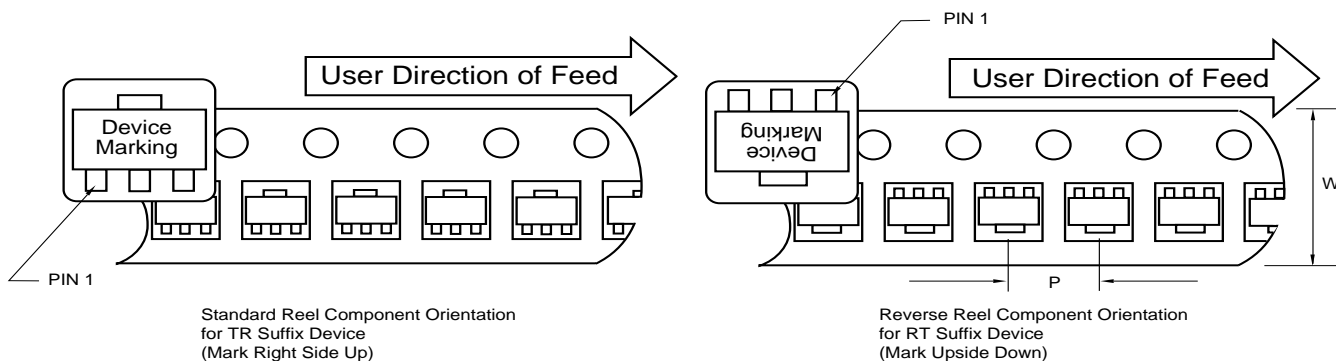 PIN 1
User Direction of Feed
Device
Marking
PIN 1
Standard Reel Component Orientation
for TR Suffix Device
(Mark Right Side Up)
User Direction of Feed
Device
Marking
W
P
Reverse Reel Component Orientation
for RT Suffix Device
(Mark Upside Down)